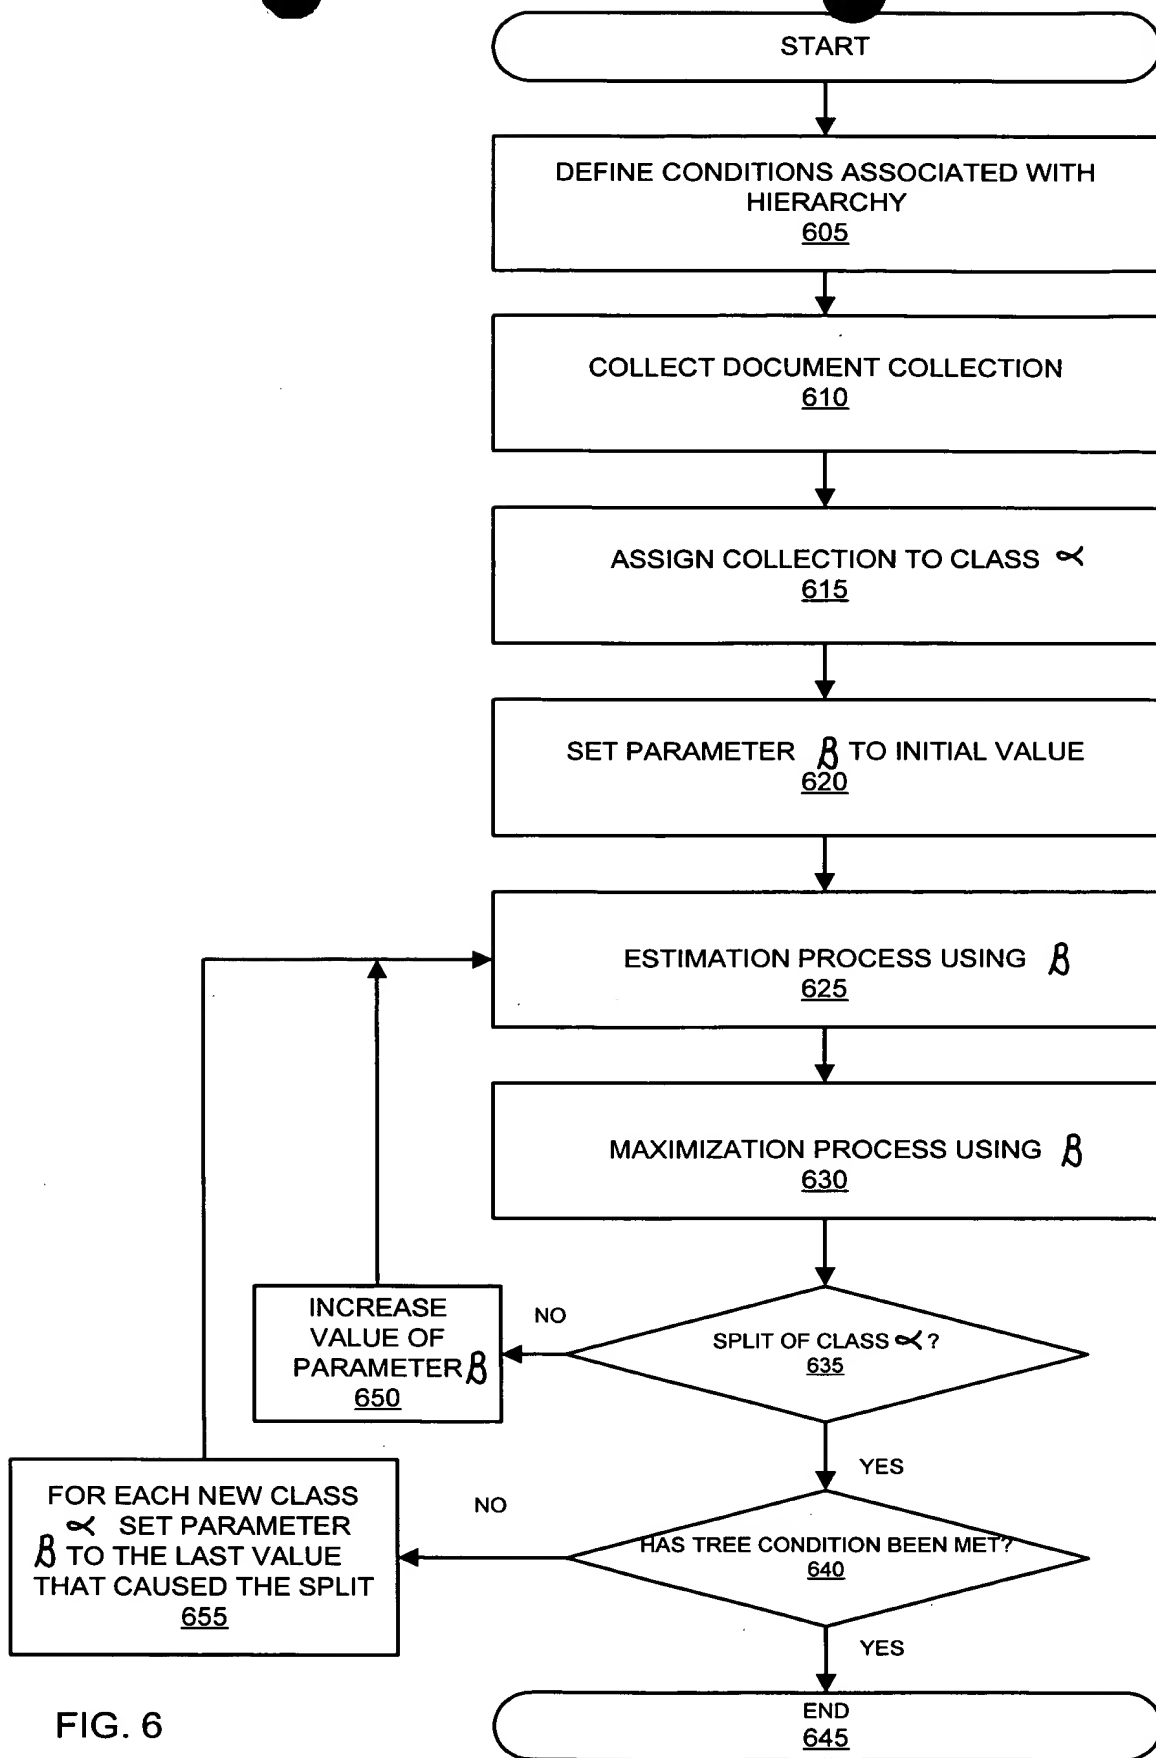 START
DEFINE CONDITIONS ASSOCIATED WITH
HIERARCHY
605
COLLECT DOCUMENT COLLECTION
610
ASSIGN COLLECTION TO CLASS α
615
SET PARAMETER β TO INITIAL VALUE
620
ESTIMATION PROCESS USING β
625
MAXIMIZATION PROCESS USING β
630
SPLIT OF CLASS α?
635
NO
INCREASE
VALUE OF
PARAMETER β
650
YES
HAS TREE CONDITION BEEN MET?
640
NO
FOR EACH NEW CLASS
α SET PARAMETER
β TO THE LAST VALUE
THAT CAUSED THE SPLIT
655
YES
END
645
FIG. 6